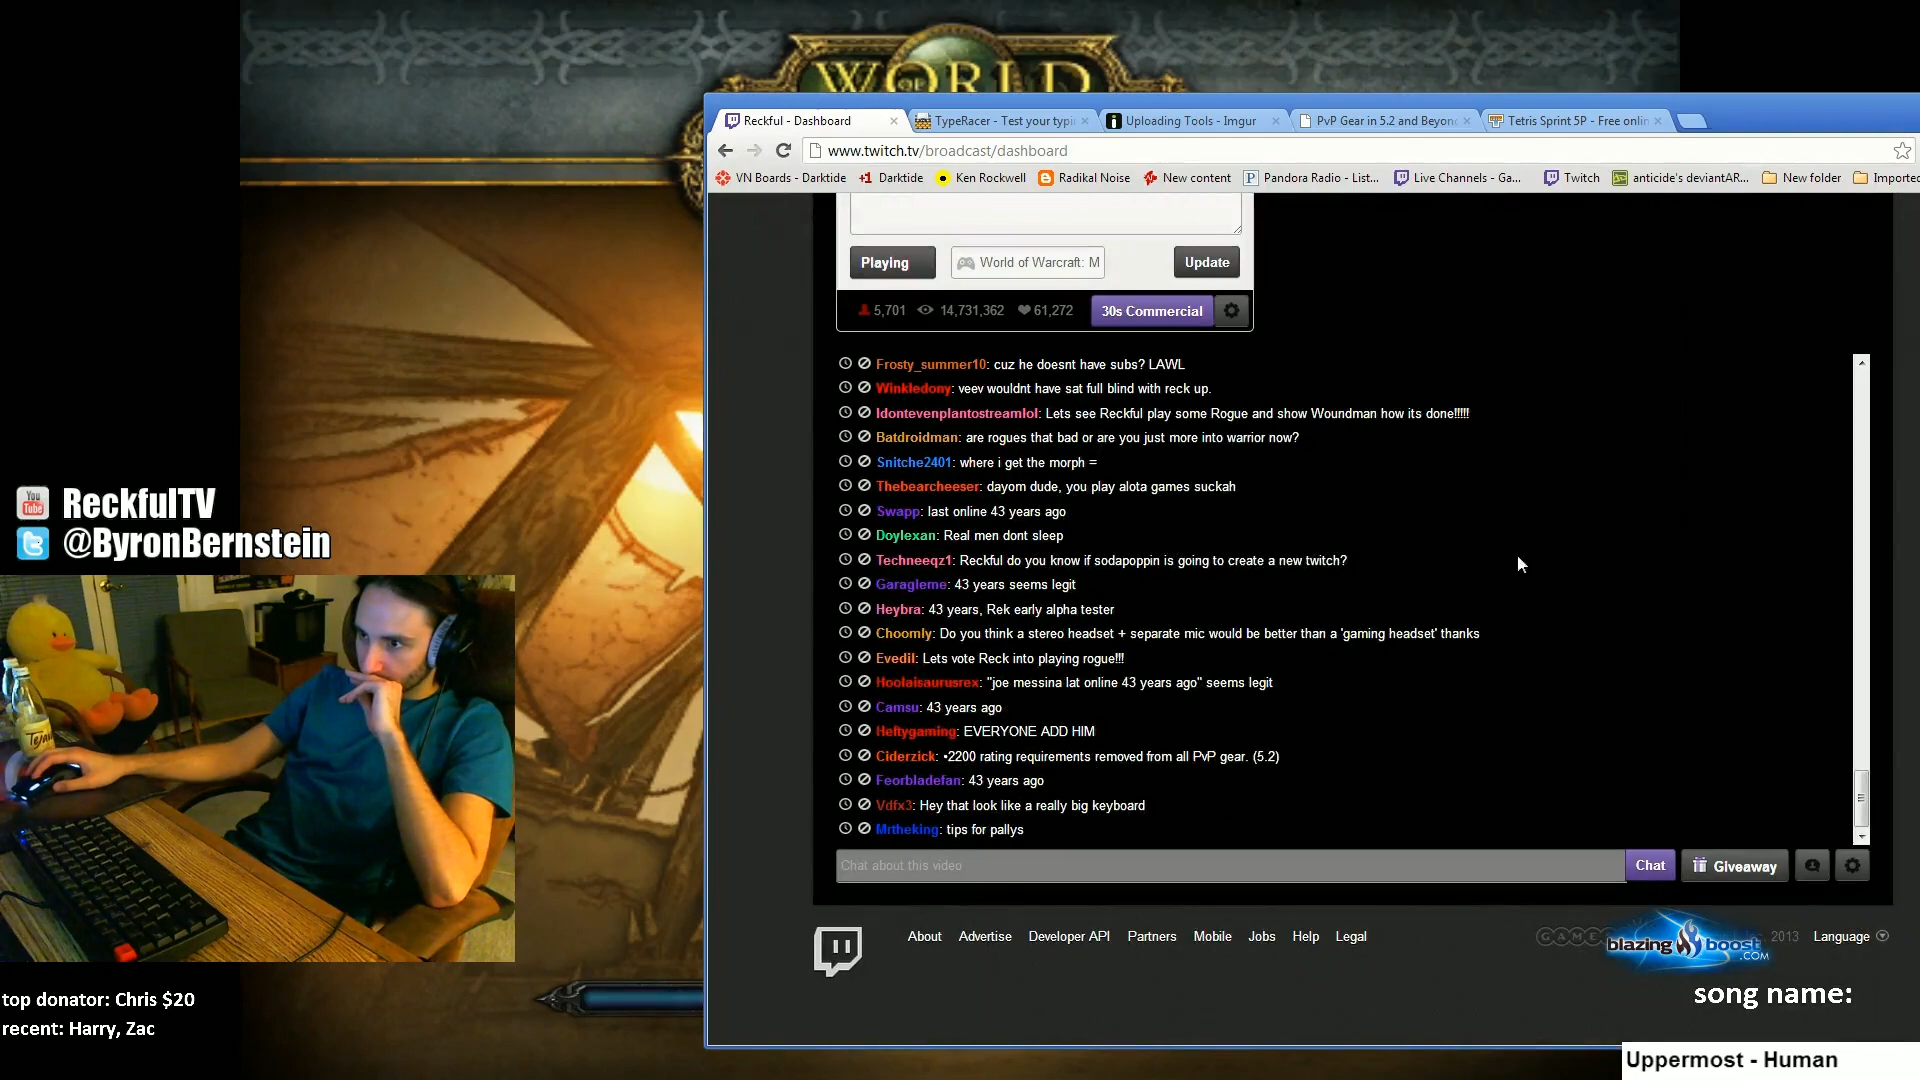 WORLD
OF
Reckful - Dashboard
TypeRacer - Test your typi
Uploading Tools - Imgur
PvP Gear in 5.2 and Beyond
Tetris Sprint 5P - Free onlin
www.twitch.tv/broadcast/dashboard
VN Boards - Darktide
+1 Darktide
Ken Rockwell
Radikal Noise
New content
Pandora Radio - List...
Live Channels - Ga...
Twitch
anticide's deviantAR...
New folder
Imported
Playing
World of Warcraft: M
Update
5,701
14,731,362
61,272
30s Commercial
Frosty_summer10: cuz he doesnt have subs? LAWL
Winkledony: veev wouldnt have sat full blind with reck up.
Idontevenplantostreamlol: Lets see Reckful play some Rogue and show Woundman how its done!!!!!
Batdroidman: are rogues that bad or are you just more into warrior now?
Snitche2401: where i get the morph =
Thebearcheeser: dayom dude, you play alota games suckah
Swapp: last online 43 years ago
Doylexan: Real men dont sleep
Techneeqz1: Reckful do you know if sodapoppin is going to create a new twitch?
Garagleme: 43 years seems legit
Heybra: 43 years, Rek early alpha tester
Choomly: Do you think a stereo headset + separate mic would be better than a 'gaming headset' thanks
Evedil: Lets vote Reck into playing rogue!!!
Hoolaisaurusrex: "joe messina lat online 43 years ago" seems legit
Camsu: 43 years ago
Heftygaming: EVERYONE ADD HIM
Ciderzick: •2200 rating requirements removed from all PvP gear. (5.2)
Feorbladefan: 43 years ago
Vdfx3: Hey that look like a really big keyboard
Mrtheking: tips for pallys
Chat about this video
Chat
Giveaway
About
Advertise
Developer API
Partners
Mobile
Jobs
Help
Legal
blazing boost
.COM
2013
Language
You Tube
ReckfulTV
@ByronBernstein
top donator: Chris $20
recent: Harry, Zac
song name:
Uppermost - Human